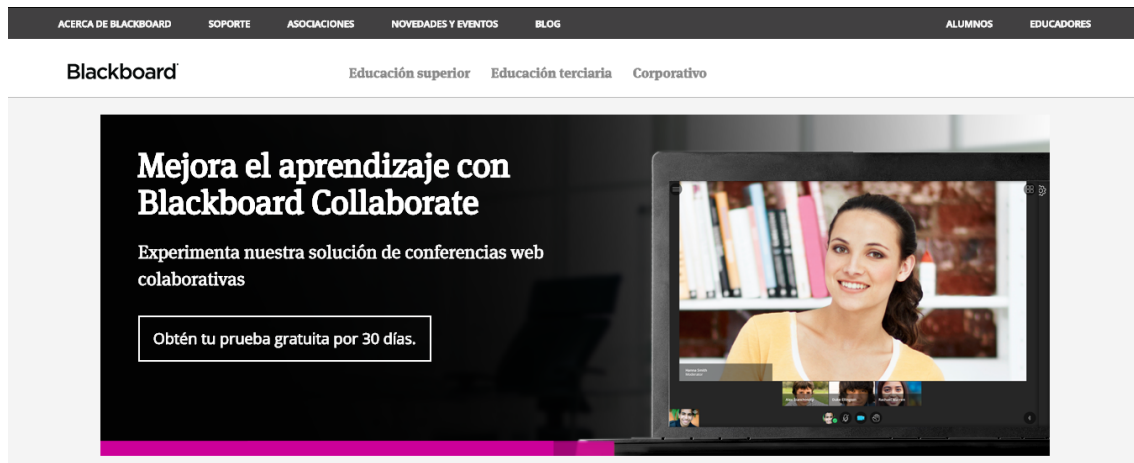 ACERCA DE BLACKBOARD SOPORTE ASOCIACIONES NOVEDADES Y EVENTOS BLOG ALUMNOS EDUCADORES
Blackboard Educación superior Educación terciaria Corporativo
Mejora el aprendizaje con
Blackboard Collaborate
Experimenta nuestra solución de conferencias web
colaborativas
Obtén tu prueba gratuita por 30 días.